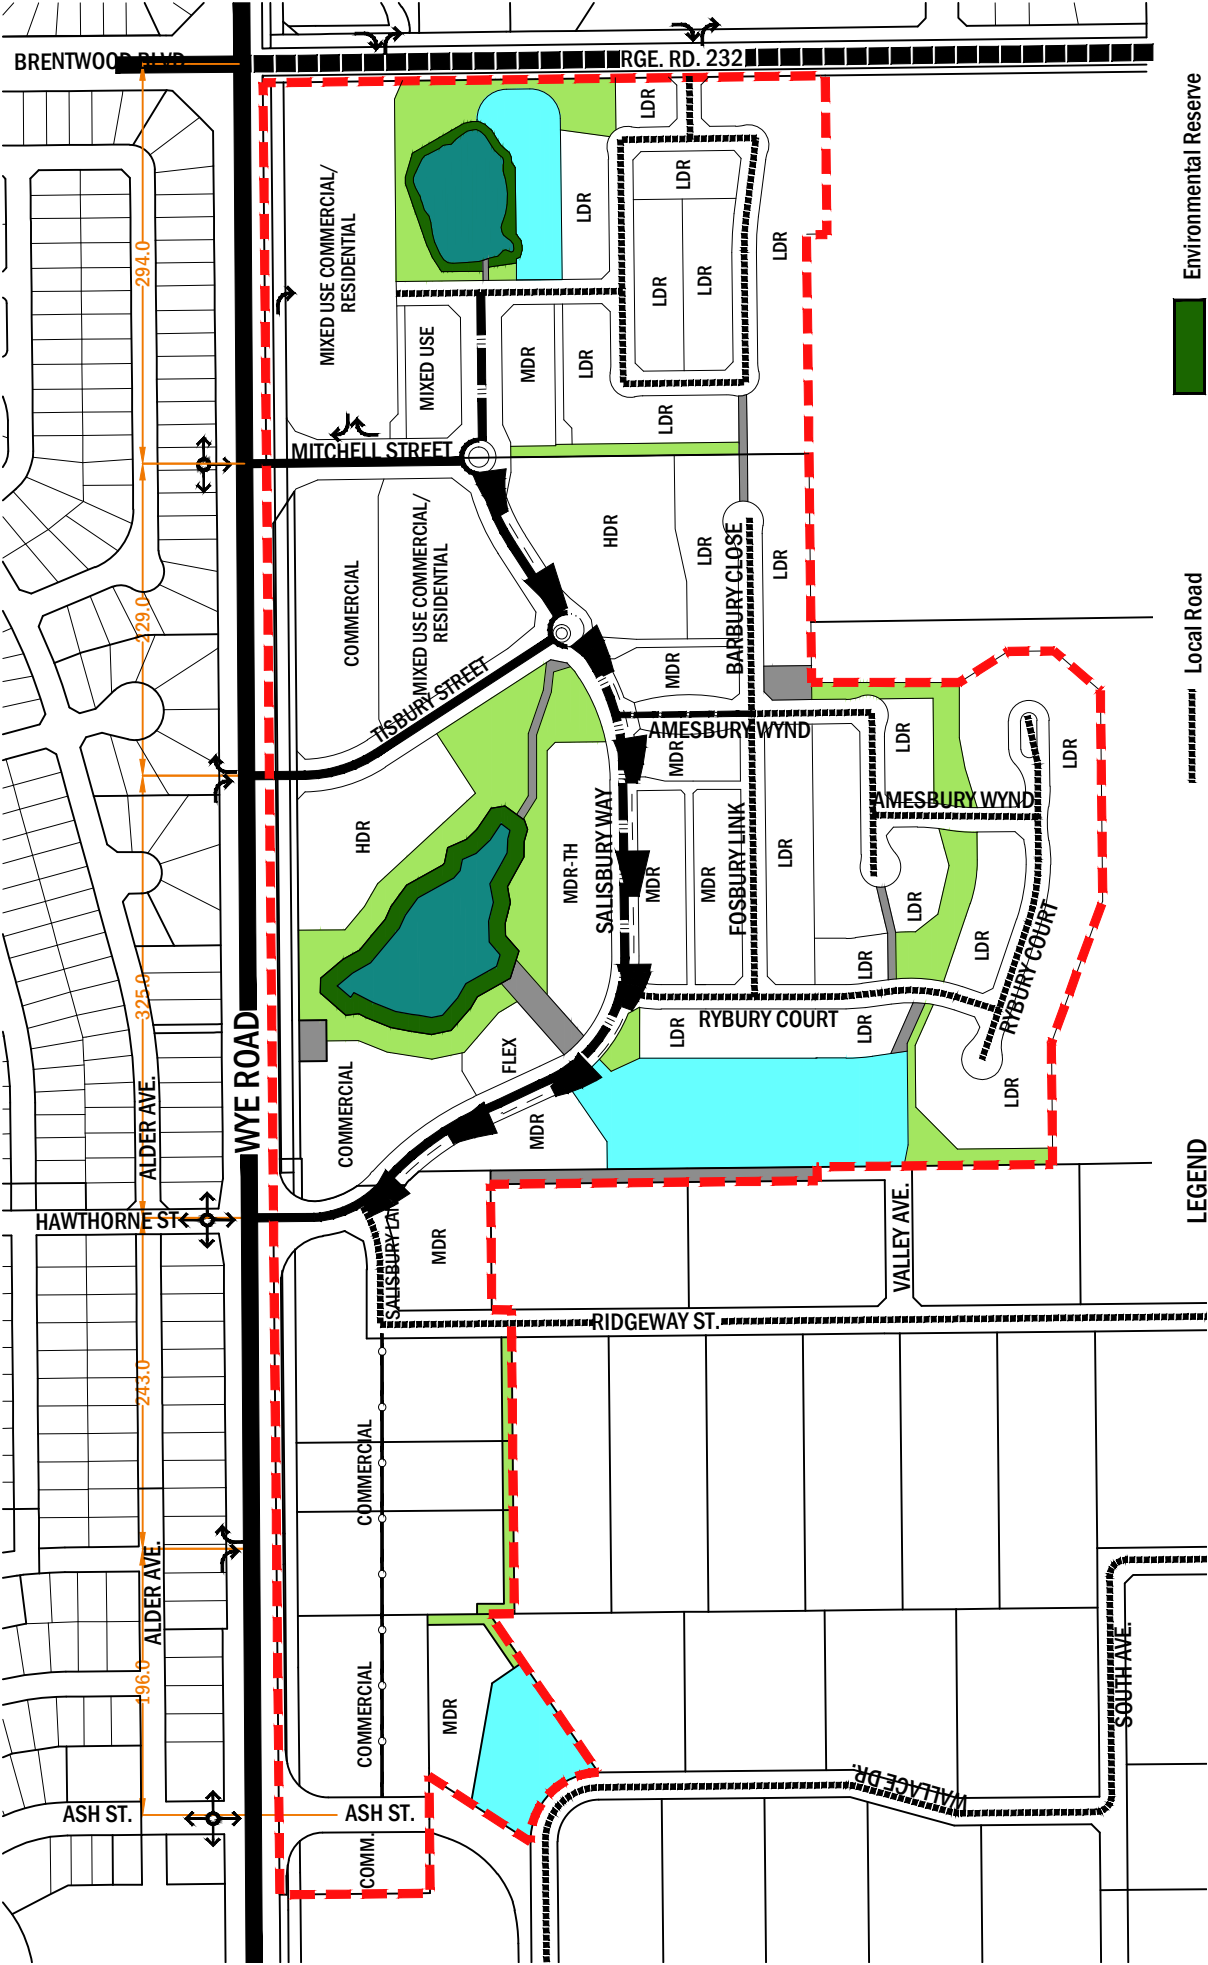 BRENTWOOD BLVD.
RGE. RD. 232
Environmental Reserve
LDR
LDR
LDR
LDR
MIXED USE COMMERCIAL/
RESIDENTIAL
294.0
LDR
LDR
MIXED USE
MDR
LDR
LDR
MITCHELL STREET
HDR
LDR
BARBURY CLOSE
LDR
COMMERCIAL
MIXED USE COMMERCIAL/
RESIDENTIAL
229.0
Local Road
MDR
TISBURY STREET
AMESBURY WYND
MDR
LDR
LDR
AMESBURY WYND
HDR
MDR-TH
SALISBURY WAY
MDR
MDR
FOSBURY LINK
LDR
LDR
LDR
LDR
RYBURY COURT
325.0
WYE ROAD
RYBURY COURT
LDR
LDR
FLEX
COMMERCIAL
MDR
LDR
ALDER AVE.
LEGEND
HAWTHORNE ST
SALISBURY LAN
MDR
VALLEY AVE.
RIDGEWAY ST.
243.0
COMMERCIAL
ALDER AVE.
196.0
COMMERCIAL
MDR
SOUTH AVE.
WALLACE DR.
ASH ST.
ASH ST.
COMM.